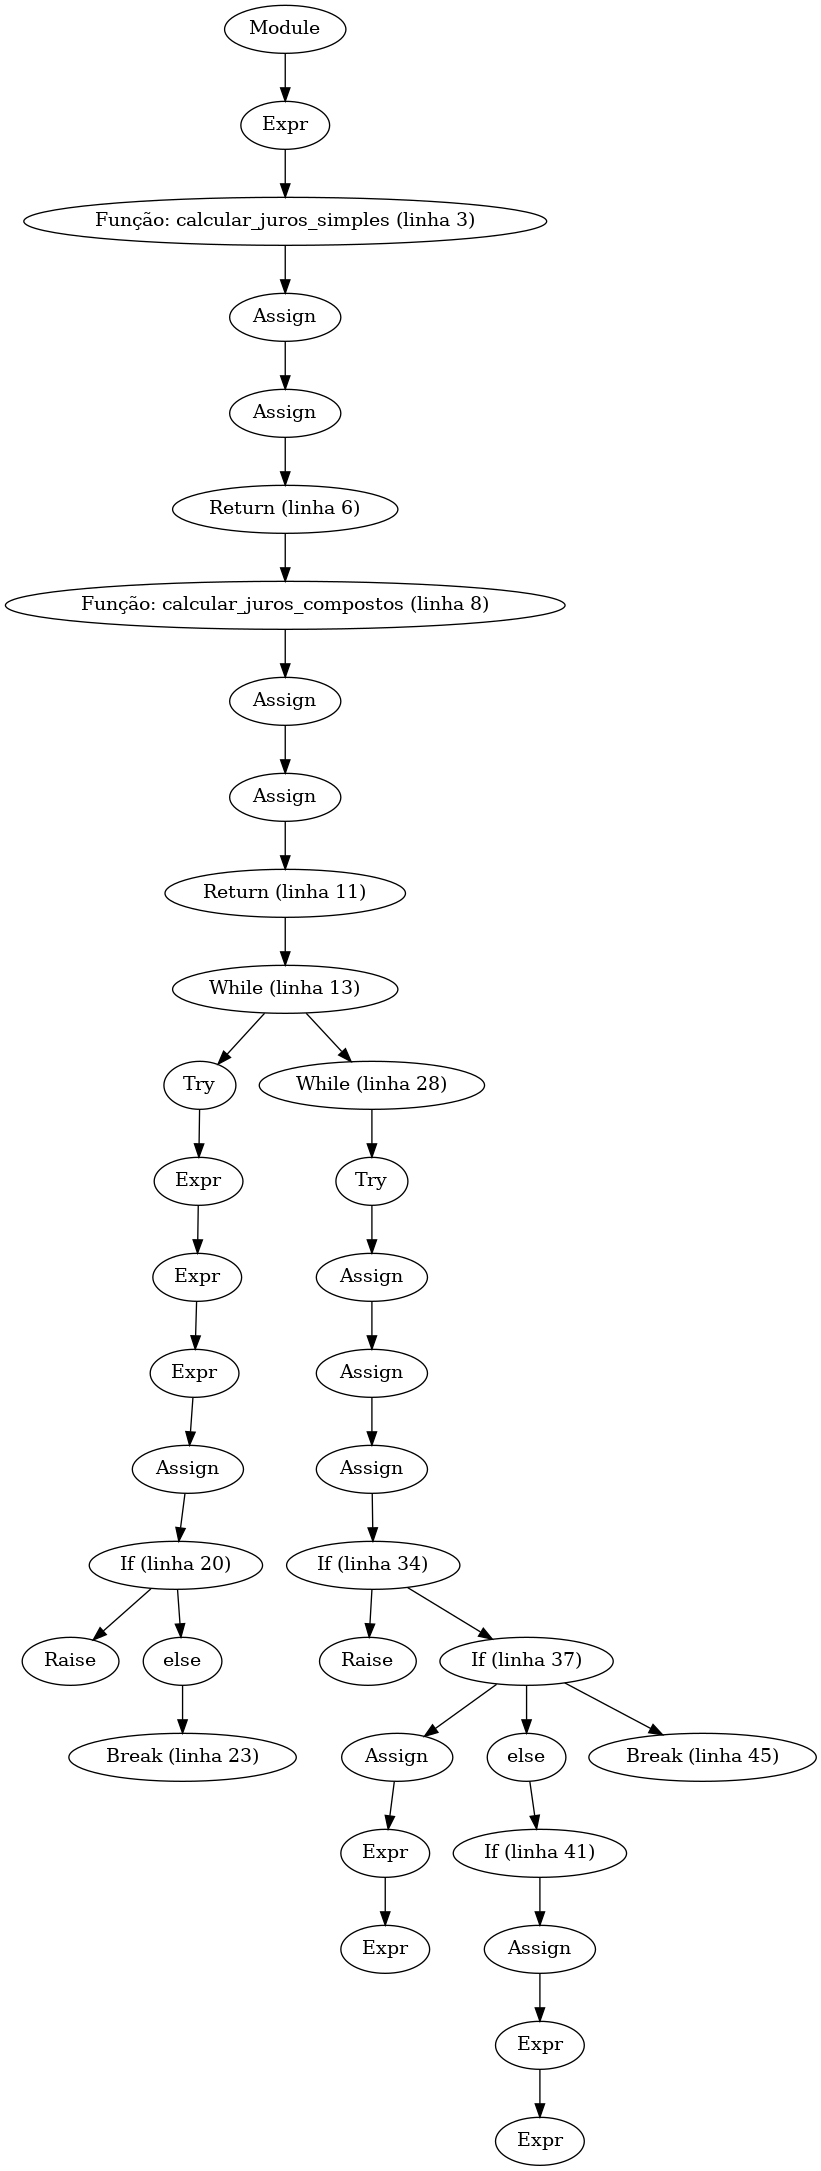 Module
Expr
Função: calcular_juros_simples (linha 3)
Assign
Assign
Return (linha 6)
Função: calcular_juros_compostos (linha 8)
Assign
Assign
Return (linha 11)
While (linha 13)
Try
While (linha 28)
Expr
Try
Expr
Assign
Expr
Assign
Assign
Assign
If (linha 20)
If (linha 34)
Raise
else
Raise
If (linha 37)
Break (linha 23)
Assign
else
Break (linha 45)
Expr
If (linha 41)
Expr
Assign
Expr
Expr